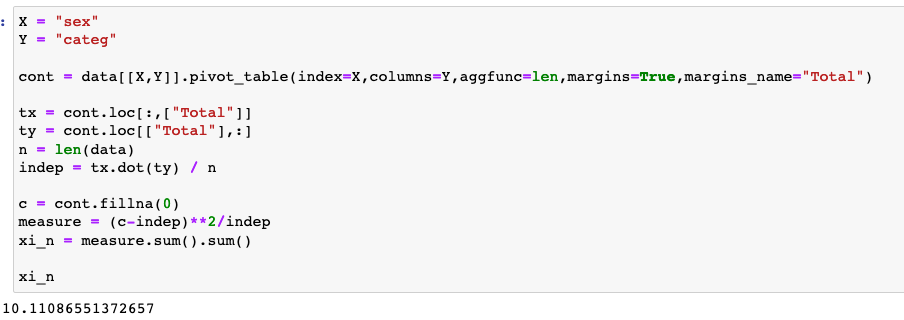 : X = "sex"
Y = "categ"
cont = data[[X,Y]].pivot_table(index=X,columns=Y,aggfunc=len,margins=True,margins_name="Total")
tx = cont.loc[:,["Total"]]
ty = cont.loc[["Total"],:]
n = len(data)
indep = tx.dot(ty) / n
c = cont.fillna(0)
measure = (c-indep)**2/indep
xi_n = measure.sum().sum()
xi_n
10.11086551372657